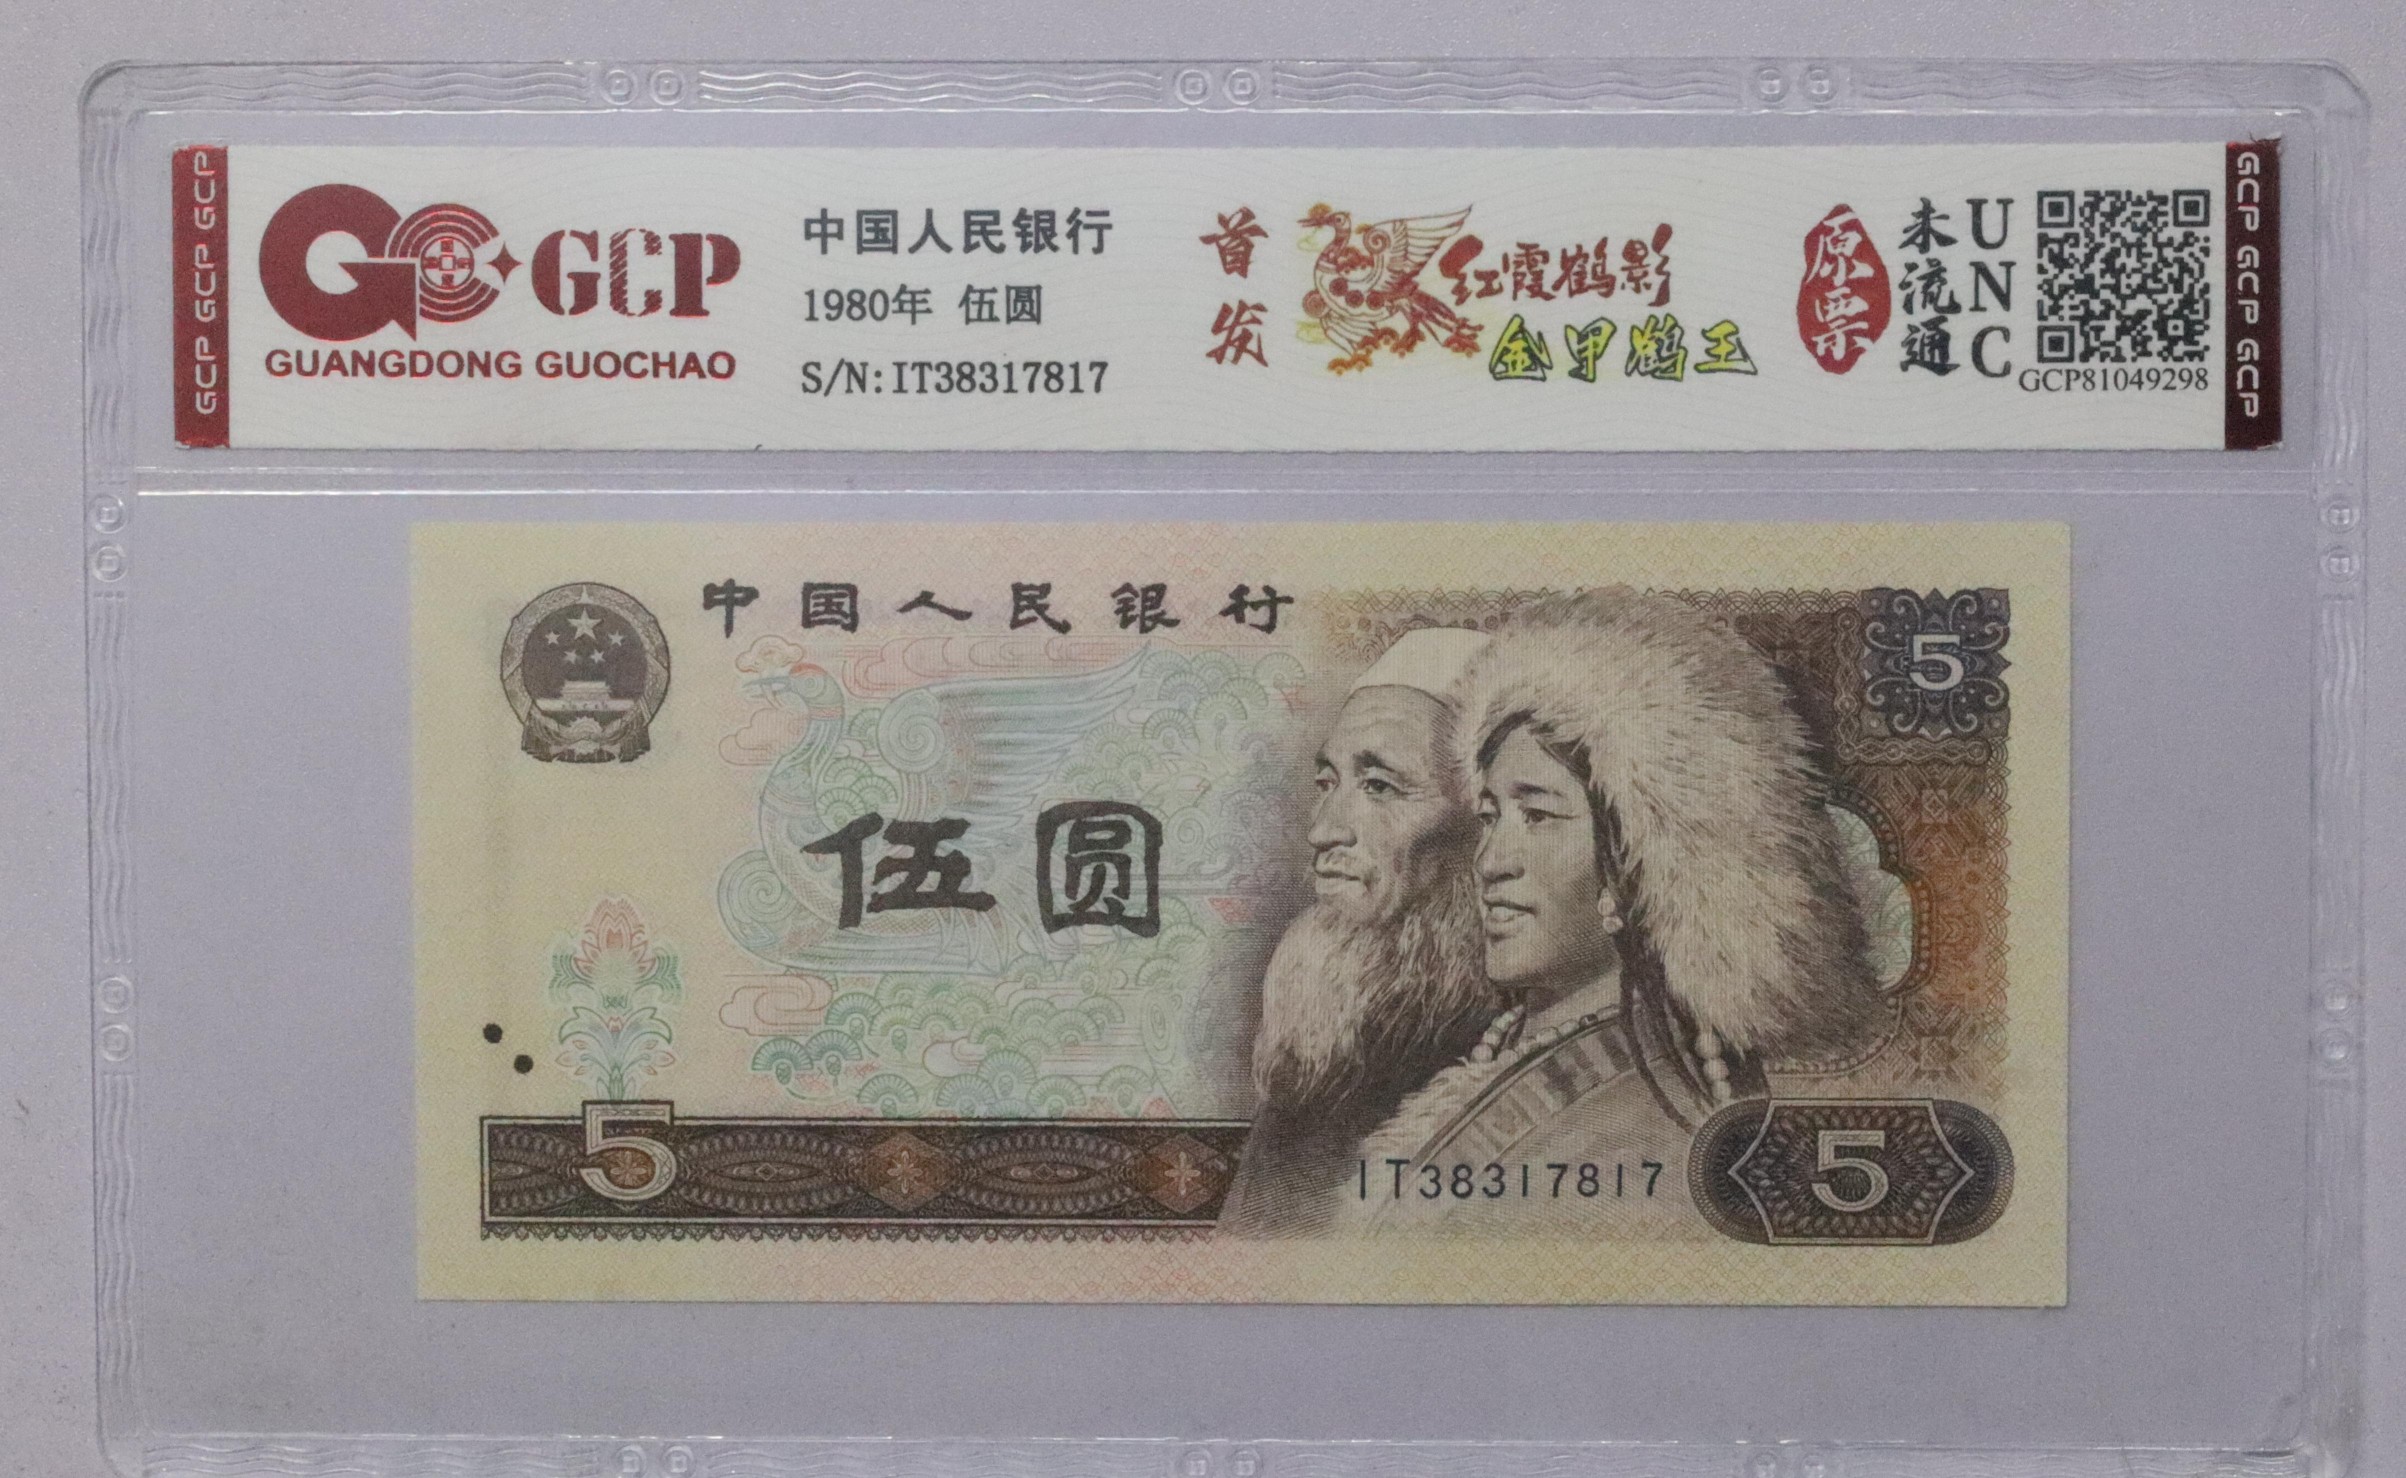 GCP GCP GCP
GCP
GUANGDONG GUOCHAO
中国人民银行
1980年 伍圆
S/N:IT38317817
首发
红霞鹤影
金甲鹤王
原票
未流通
UNC
GCP81049298
GCP GCP GCP
中国人民银行
5
伍圆
5
IT38317817
5